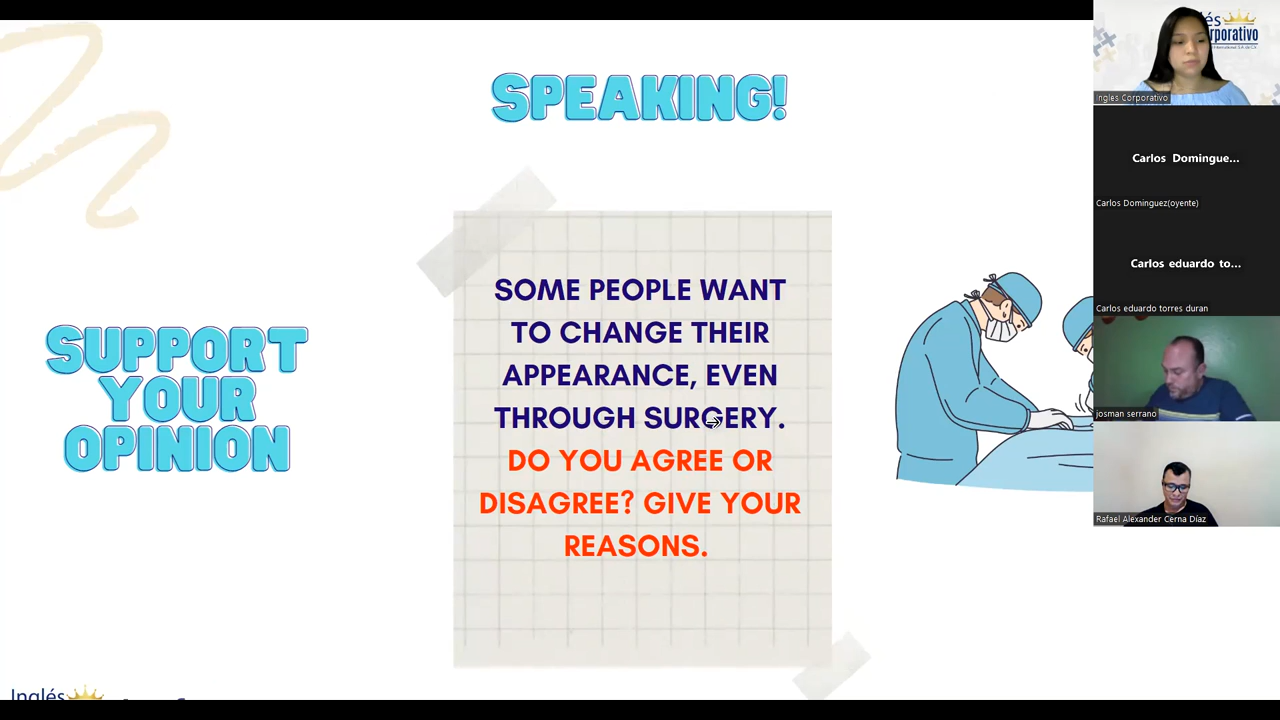 SPEAKING!
SUPPORT
YOUR
OPINION
SOME PEOPLE WANT
TO CHANGE THEIR
APPEARANCE, EVEN
THROUGH SURGERY.
DO YOU AGREE OR
DISAGREE? GIVE YOUR
REASONS.
Inglés
rporativo
Ingles Corporativo
Carlos Domingue...
Carlos Dominguez(oyente)
Carlos eduardo to...
Carlos eduardo torres duran
josman serrano
Rafael Alexander Cerna Díaz